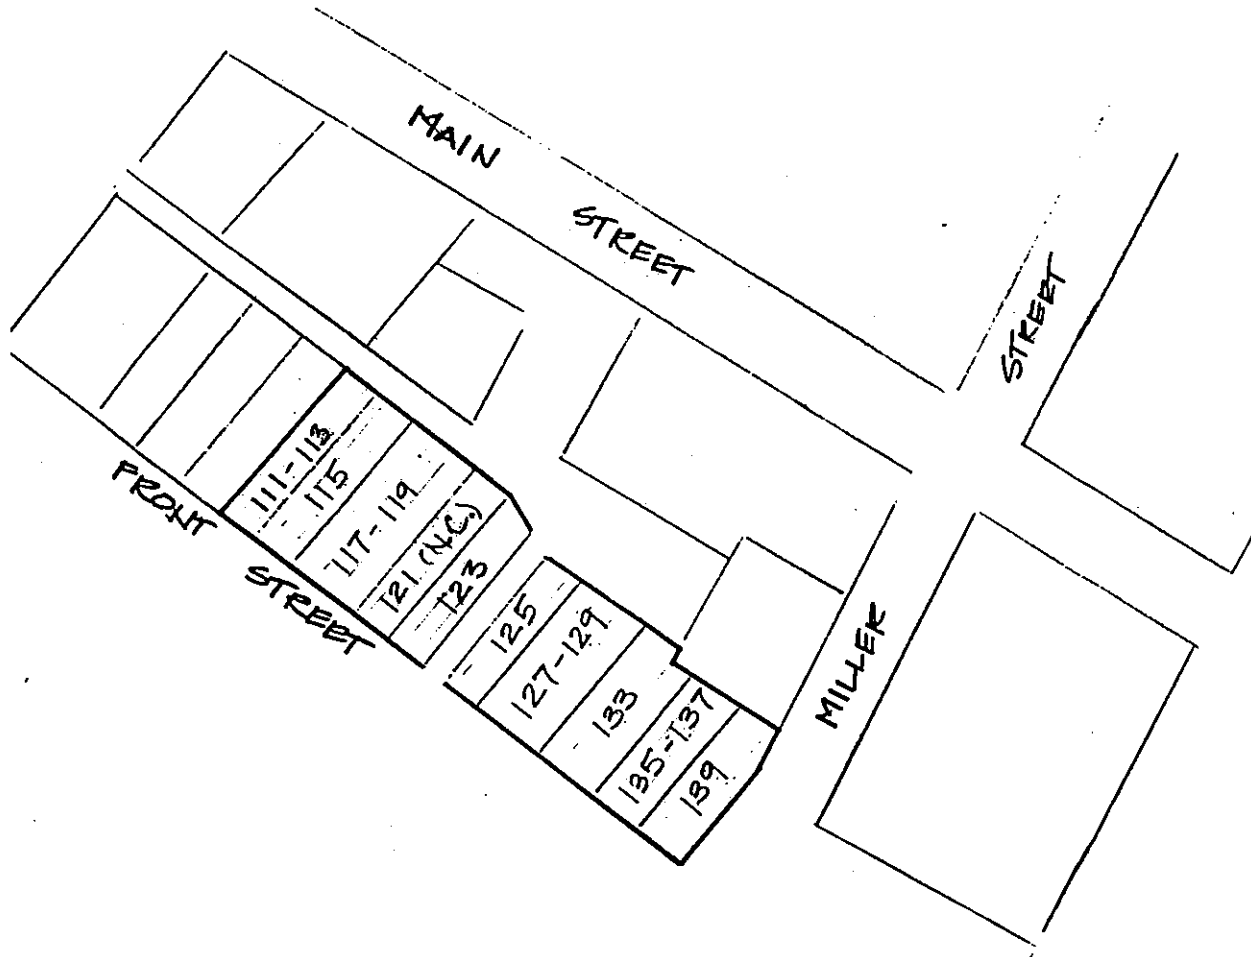 MAIN
STREET
STREET
MILLER
FRONT
STREET
111-113
115
117-119
121 (N.C.)
123
125
127-129
133
135-137
139